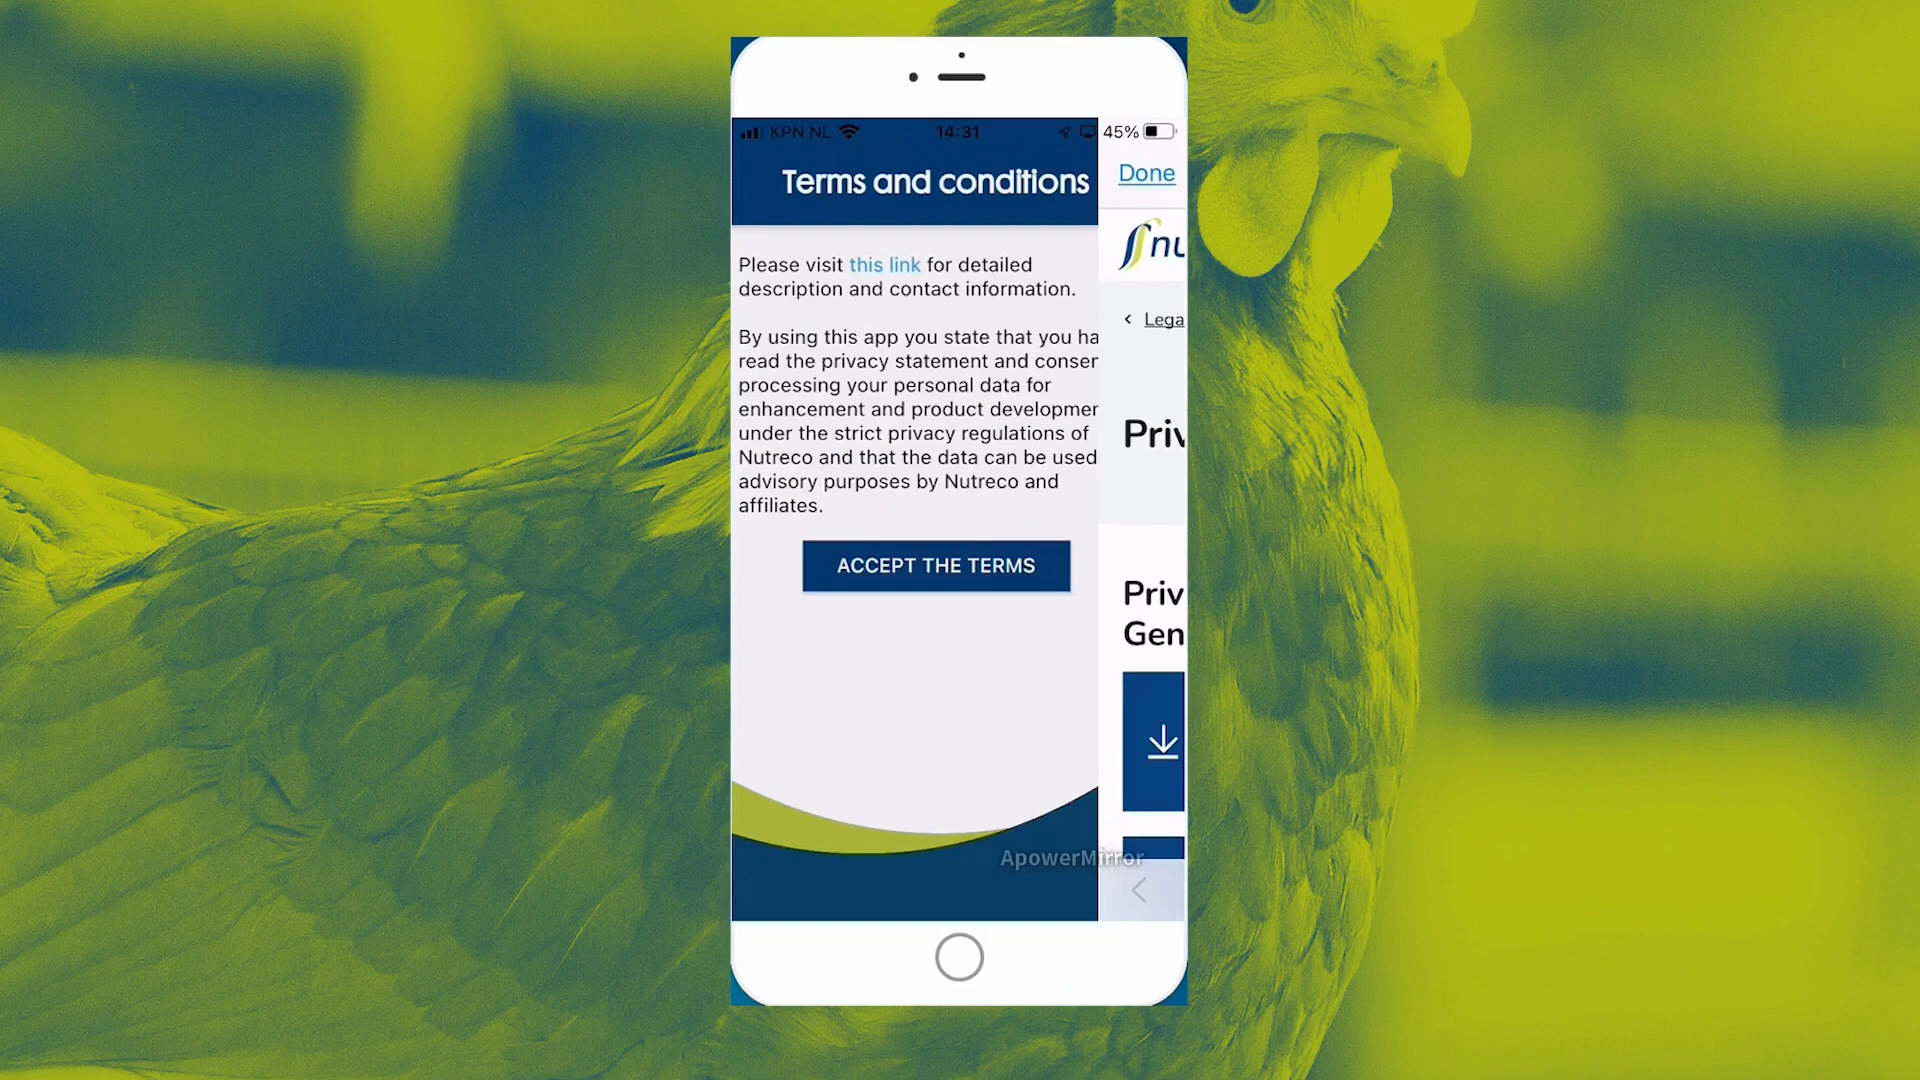 KPN NL
14:31
45%
Terms and conditions
Done
nu
Please visit this link for detailed
description and contact information.
Lega
By using this app you state that you ha
read the privacy statement and conser
processing your personal data for
enhancement and product developmer
under the strict privacy regulations of
Nutreco and that the data can be used
advisory purposes by Nutreco and
affiliates.
Priv
ACCEPT THE TERMS
Priv
Gen
ApowerMirror